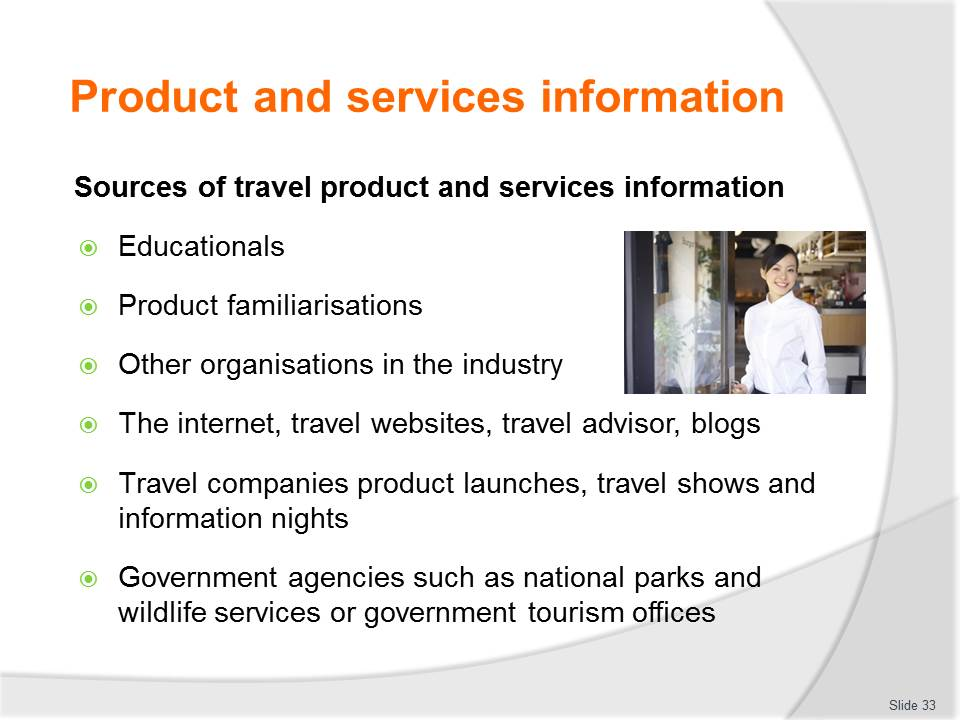 Product and services information
Sources of travel product and services information
Educationals
Product familiarisations
Other organisations in the industry
The internet, travel websites, travel advisor, blogs
Travel companies product launches, travel shows and
information nights
Government agencies such as national parks and
wildlife services or government tourism offices
Slide 33